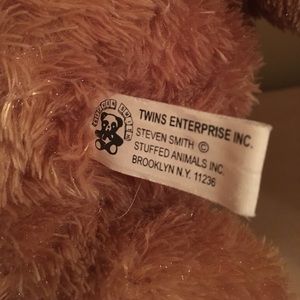 TWINS ENTERPRISE INC.
STEVEN SMITH ©
STUFFED ANIMALS INC.
BROOKLYN N.Y. 11236